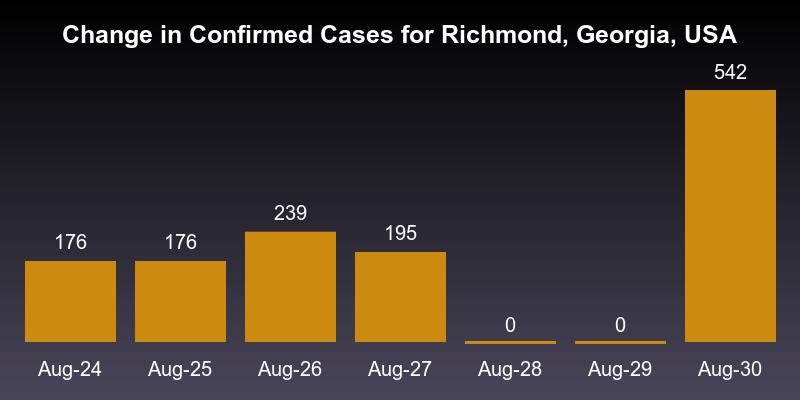 Change in Confirmed Cases for Richmond, Georgia, USA
542
239
195
176 176
0 0
Aug-24 Aug-25 Aug-26 Aug-27 Aug-28 Aug-29 Aug-30